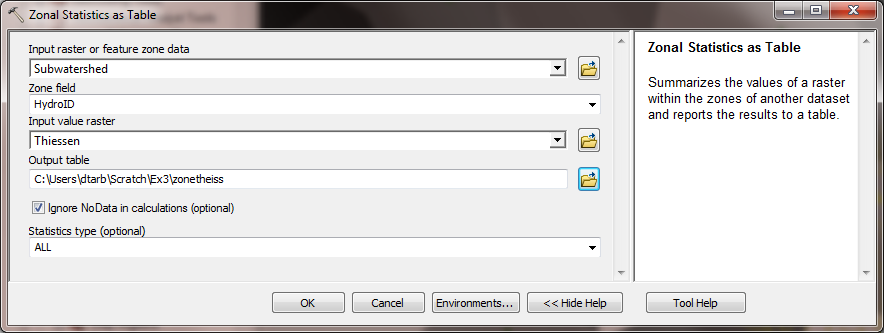 Zonal Statistics as Table
Input raster or feature zone data
Subwatershed
Zone field
HydroID
Input value raster
Thiessen
Output table
C:\Users\dtarb\Scratch\Ex3\zonetheiss
Ignore NoData in calculations (optional)
Statistics type (optional)
ALL
OK
Cancel
Environments...
<< Hide Help
Zonal Statistics as Table
Summarizes the values of a raster
within the zones of another dataset
and reports the results to a table.
Tool Help